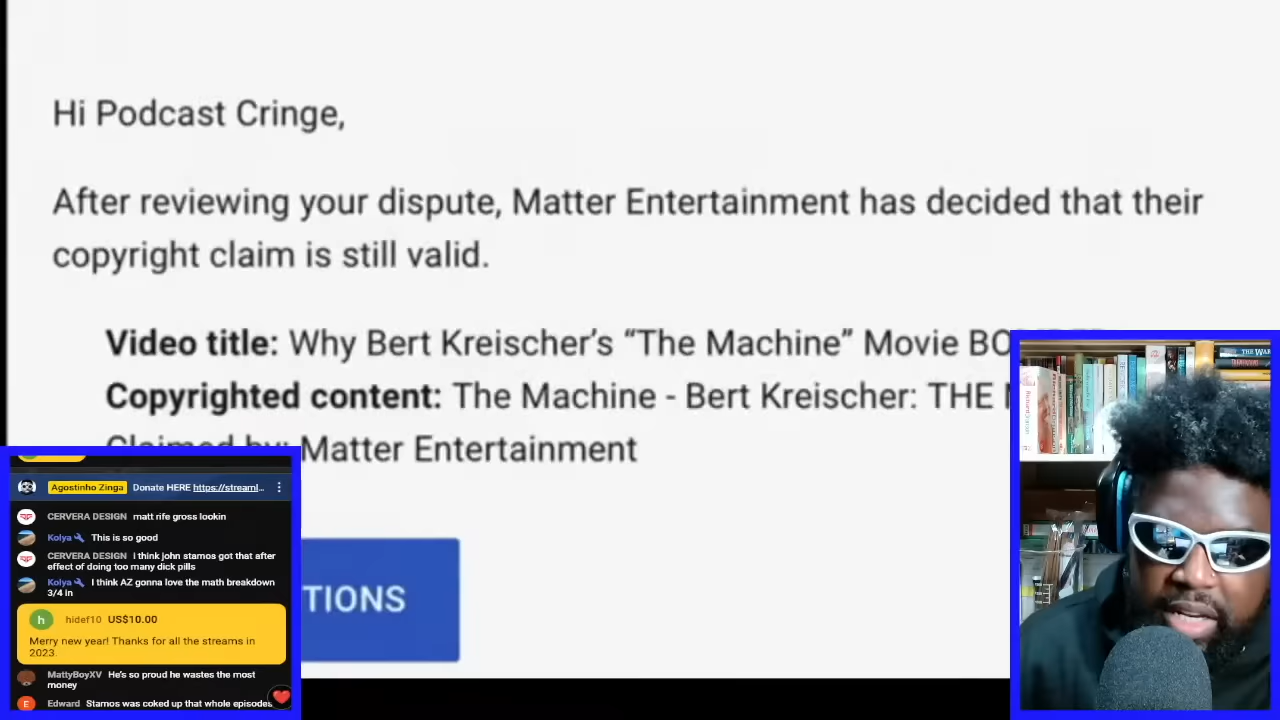 Hi Podcast Cringe,
After reviewing your dispute, Matter Entertainment has decided that their
copyright claim is still valid.
Video title: Why Bert Kreischer’s “The Machine” Movie
Copyrighted content: The Machine - Bert Kreischer: THE
Claimed by: Matter Entertainment
TIONS
Agostinho Zinga Donate HERE https://streaml...
CERVERA DESIGN matt rife gross lookin
Kolya This is so good
CERVERA DESIGN i think john stamos got that after
effect of doing too many dick pills
Kolya I think AZ gonna love the math breakdown
3/4 in
h hidef10 US$10.00
Merry new year! Thanks for all the streams in
2023.
MattyBoyXV He's so proud he wastes the most
money
E Edward Stamos was coked up that whole episode
THE WAR